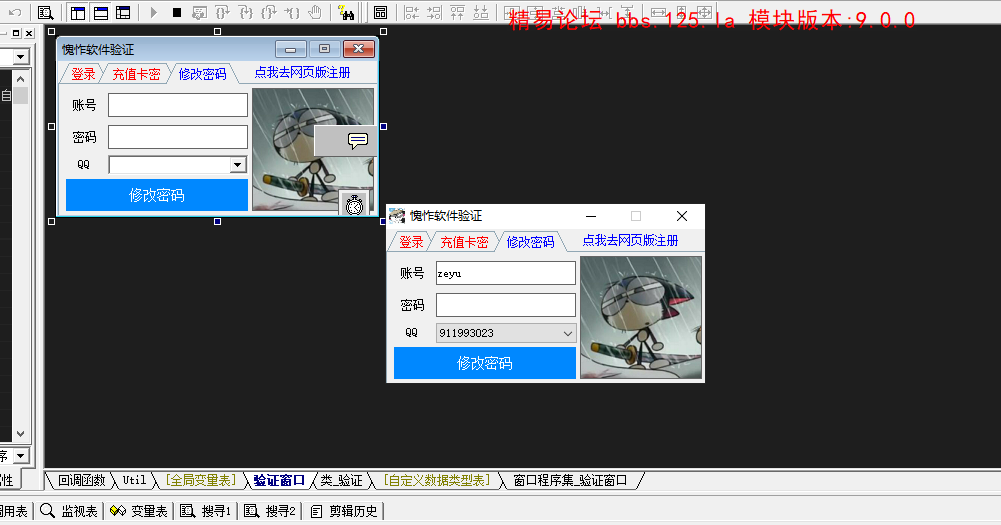 精易论坛 bbs.125.la 模块版本:9.0.0
愧怍软件验证
登录 充值卡密 修改密码 点我去网页版注册
账号
密码
QQ
修改密码
愧怍软件验证
登录 充值卡密 修改密码 点我去网页版注册
账号 zeyu
密码
QQ 911993023
修改密码
自
序
性
回调函数 Util [全局变量表] 验证窗口 类_验证 [自定义数据类型表] 窗口程序集_验证窗口
调用表 监视表 变量表 搜寻1 搜寻2 剪辑历史